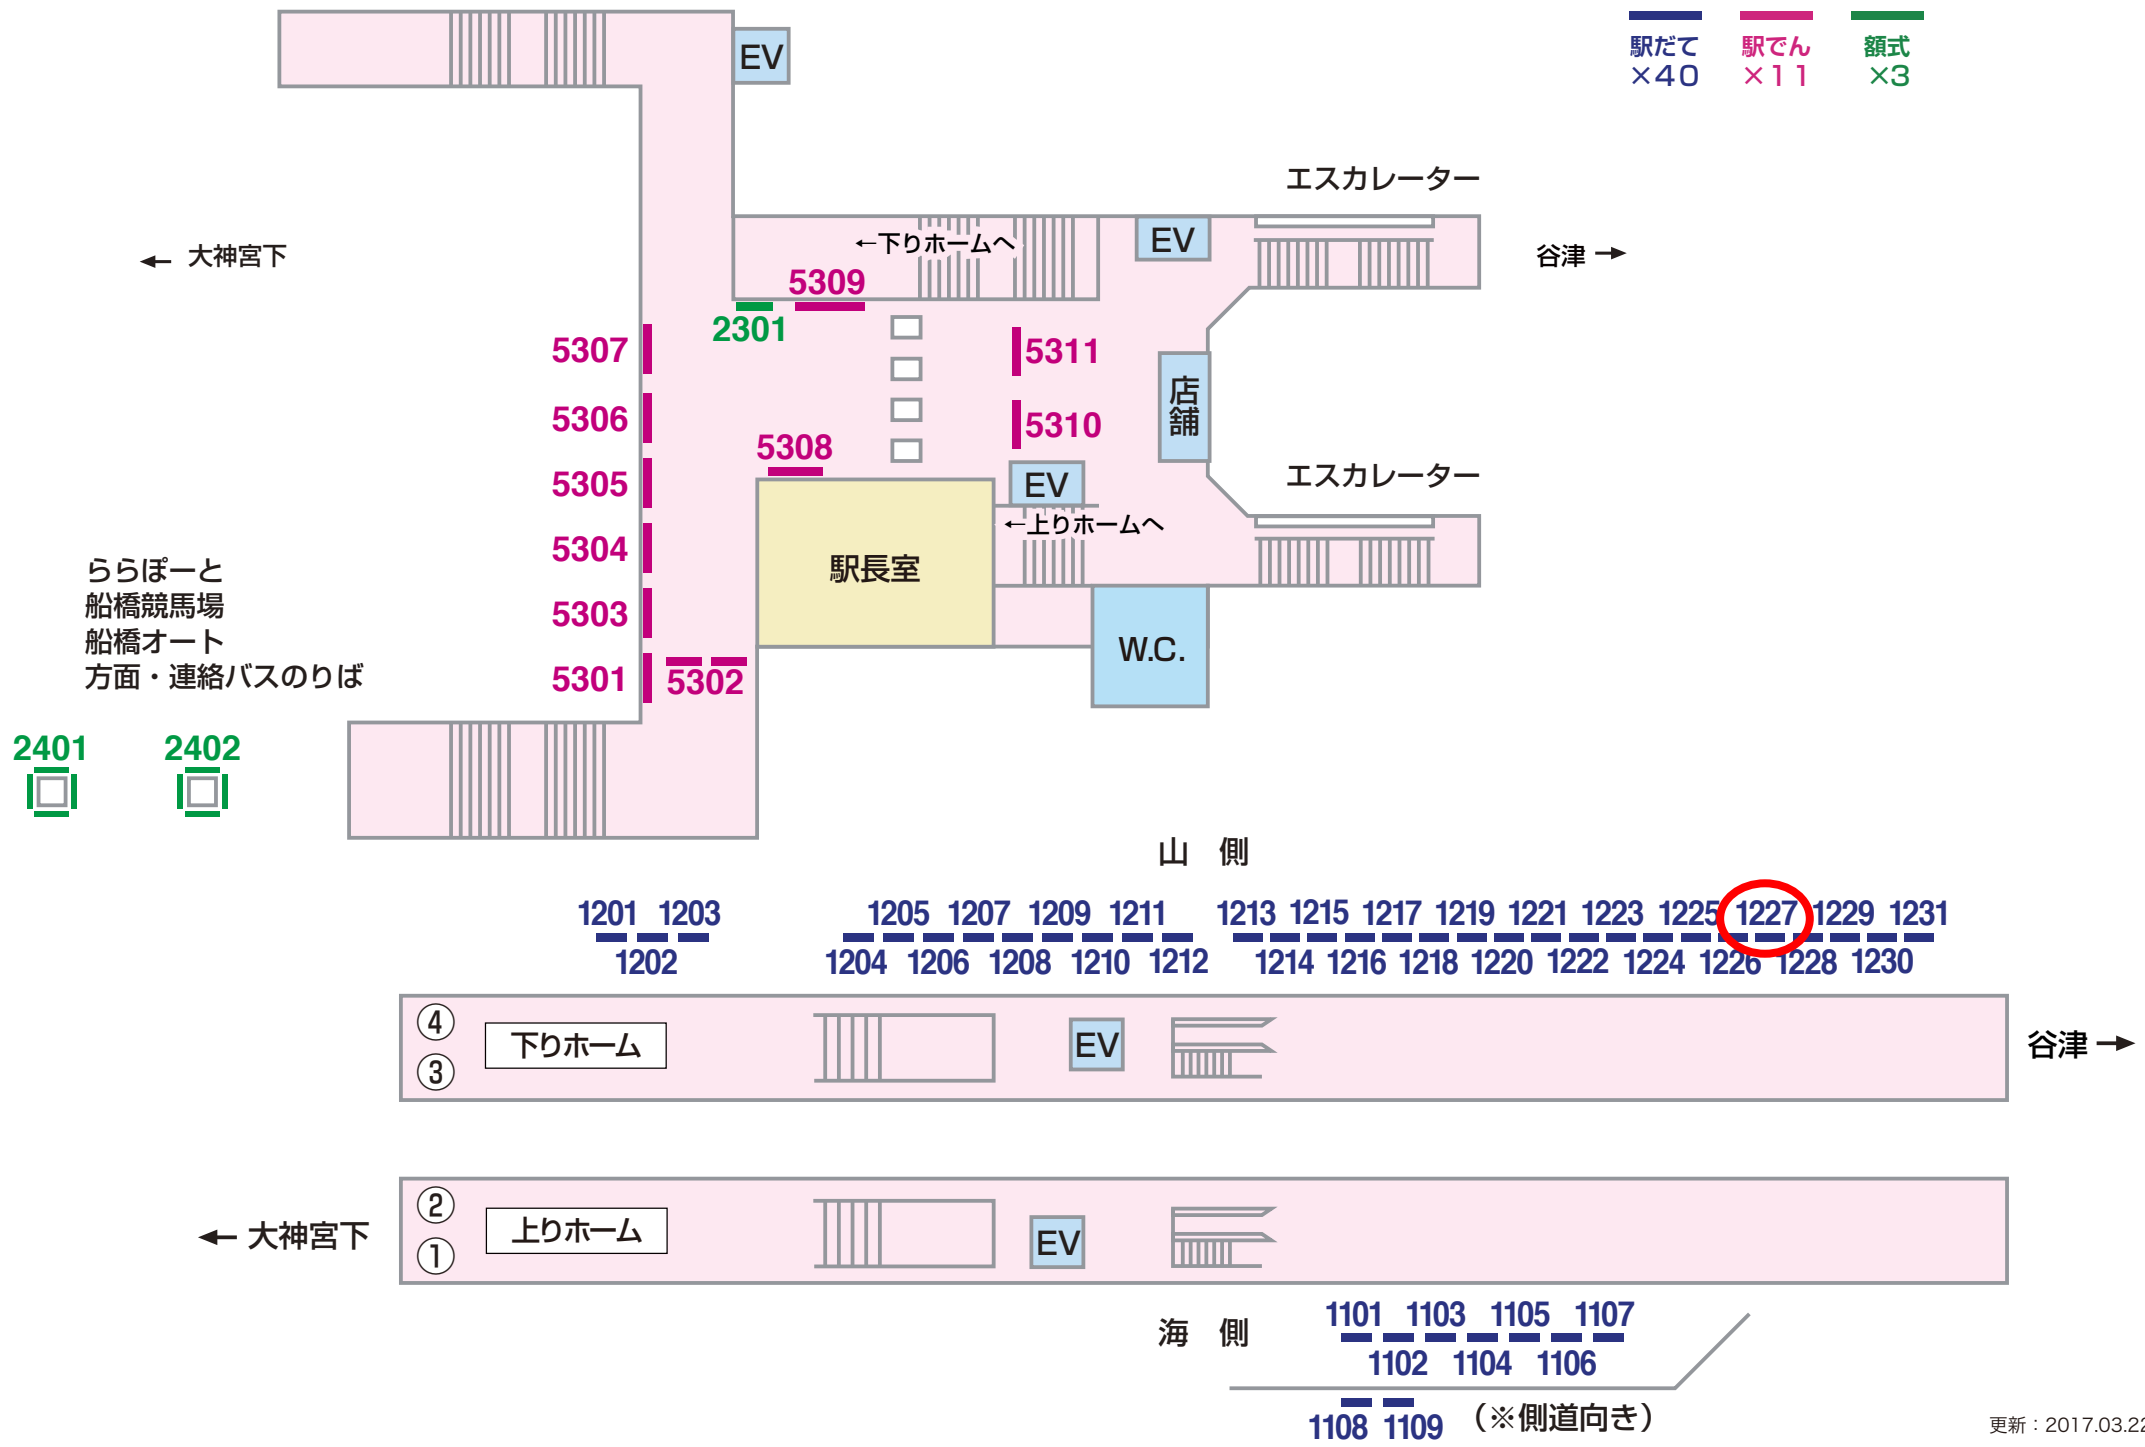 駅だて
×40
駅でん
×11
額式
×3
EV
エスカレーター
←下りホームへ
EV
← 大神宮下
谷津 →
5309
2301
5307
5311
5306
5310
店舗
5308
5305
EV
エスカレーター
←上りホームへ
5304
駅長室
ららぽーと
船橋競馬場
船橋オート
方面・連絡バスのりば
5303
W.C.
5301
5302
2401
2402
山 側
1201 1203 1205 1207 1209 1211 1213 1215 1217 1219 1221 1223 1225 1227 1229 1231
1202 1204 1206 1208 1210 1212 1214 1216 1218 1220 1222 1224 1226 1228 1230
④
下りホーム
EV
谷津 →
③
②
上りホーム
EV
← 大神宮下
①
海 側
1101 1103 1105 1107
1102 1104 1106
1108 1109 (※側道向き)
更新：2017.03.22